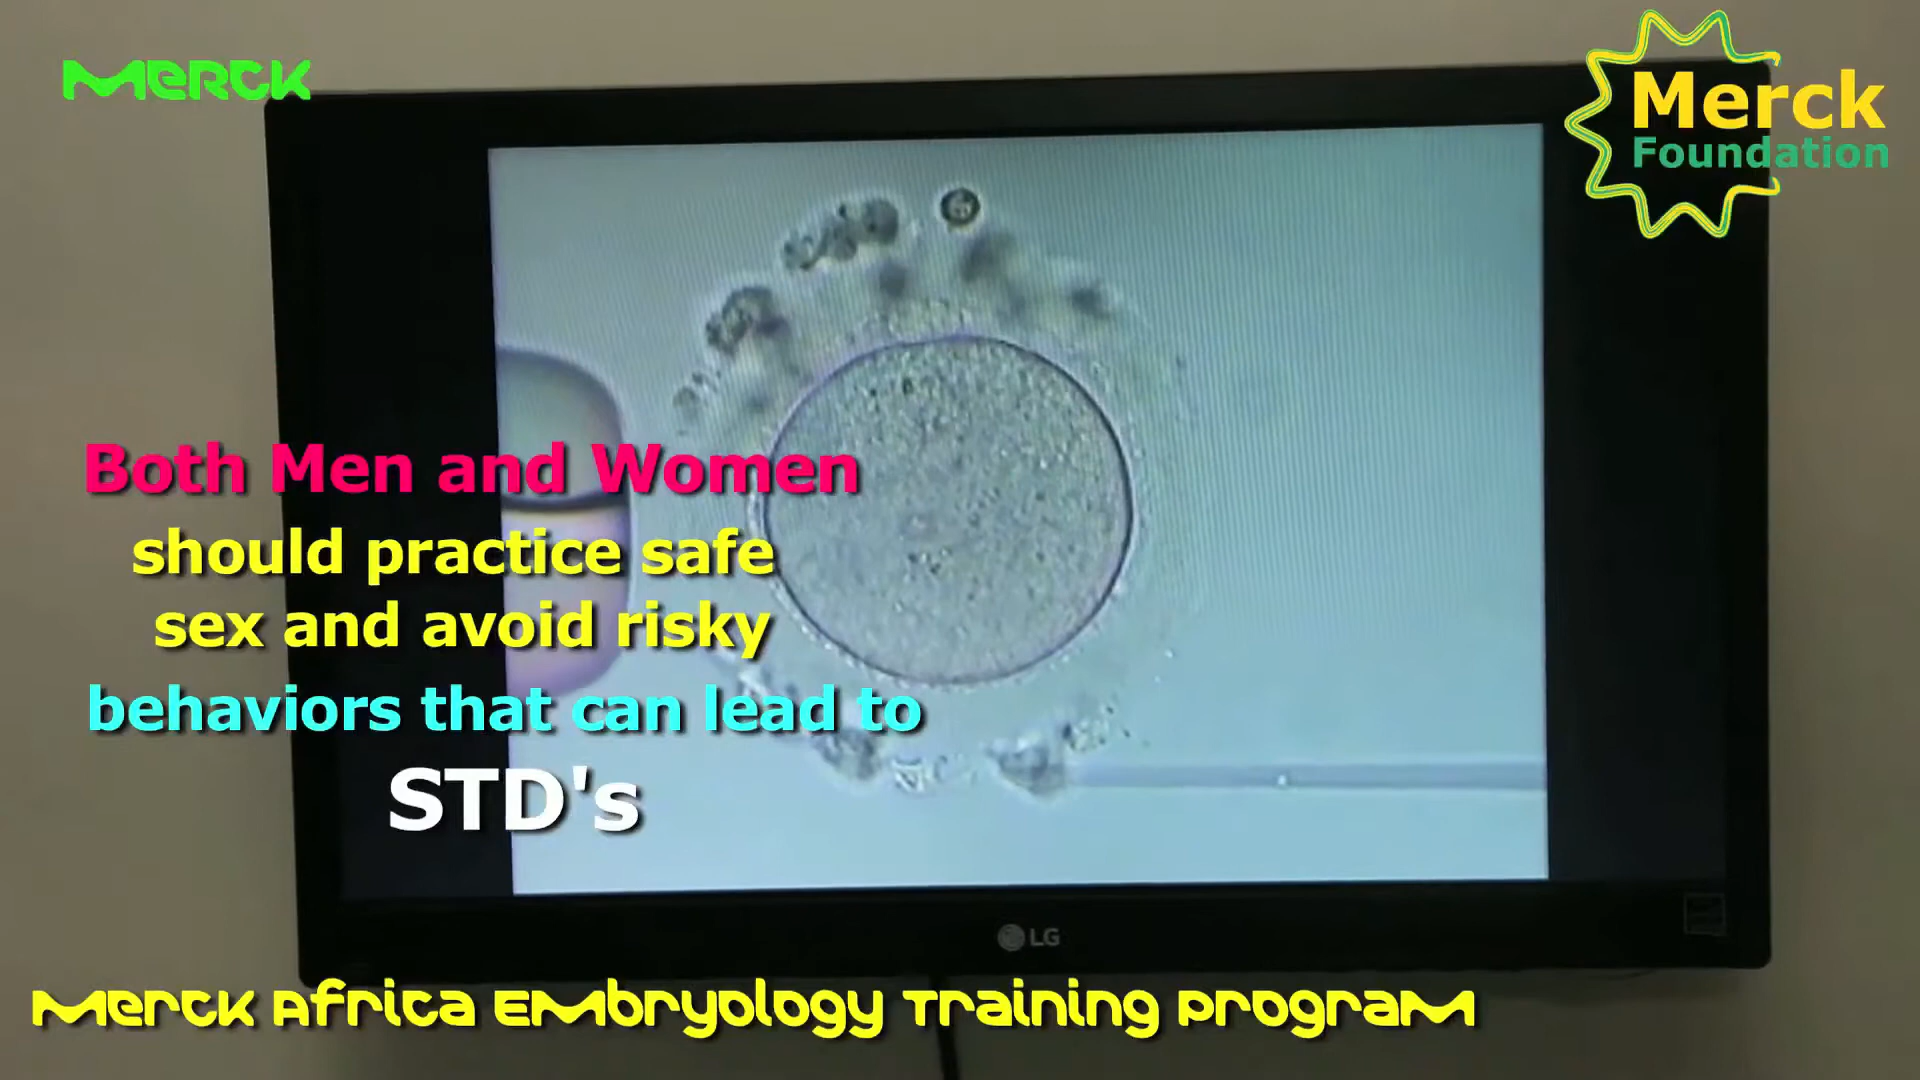 Merck
Merck
Foundation
Both Men and Women
should practice safe
sex and avoid risky
behaviors that can lead to
STD's
LG
Merck Africa Embryology Training Program